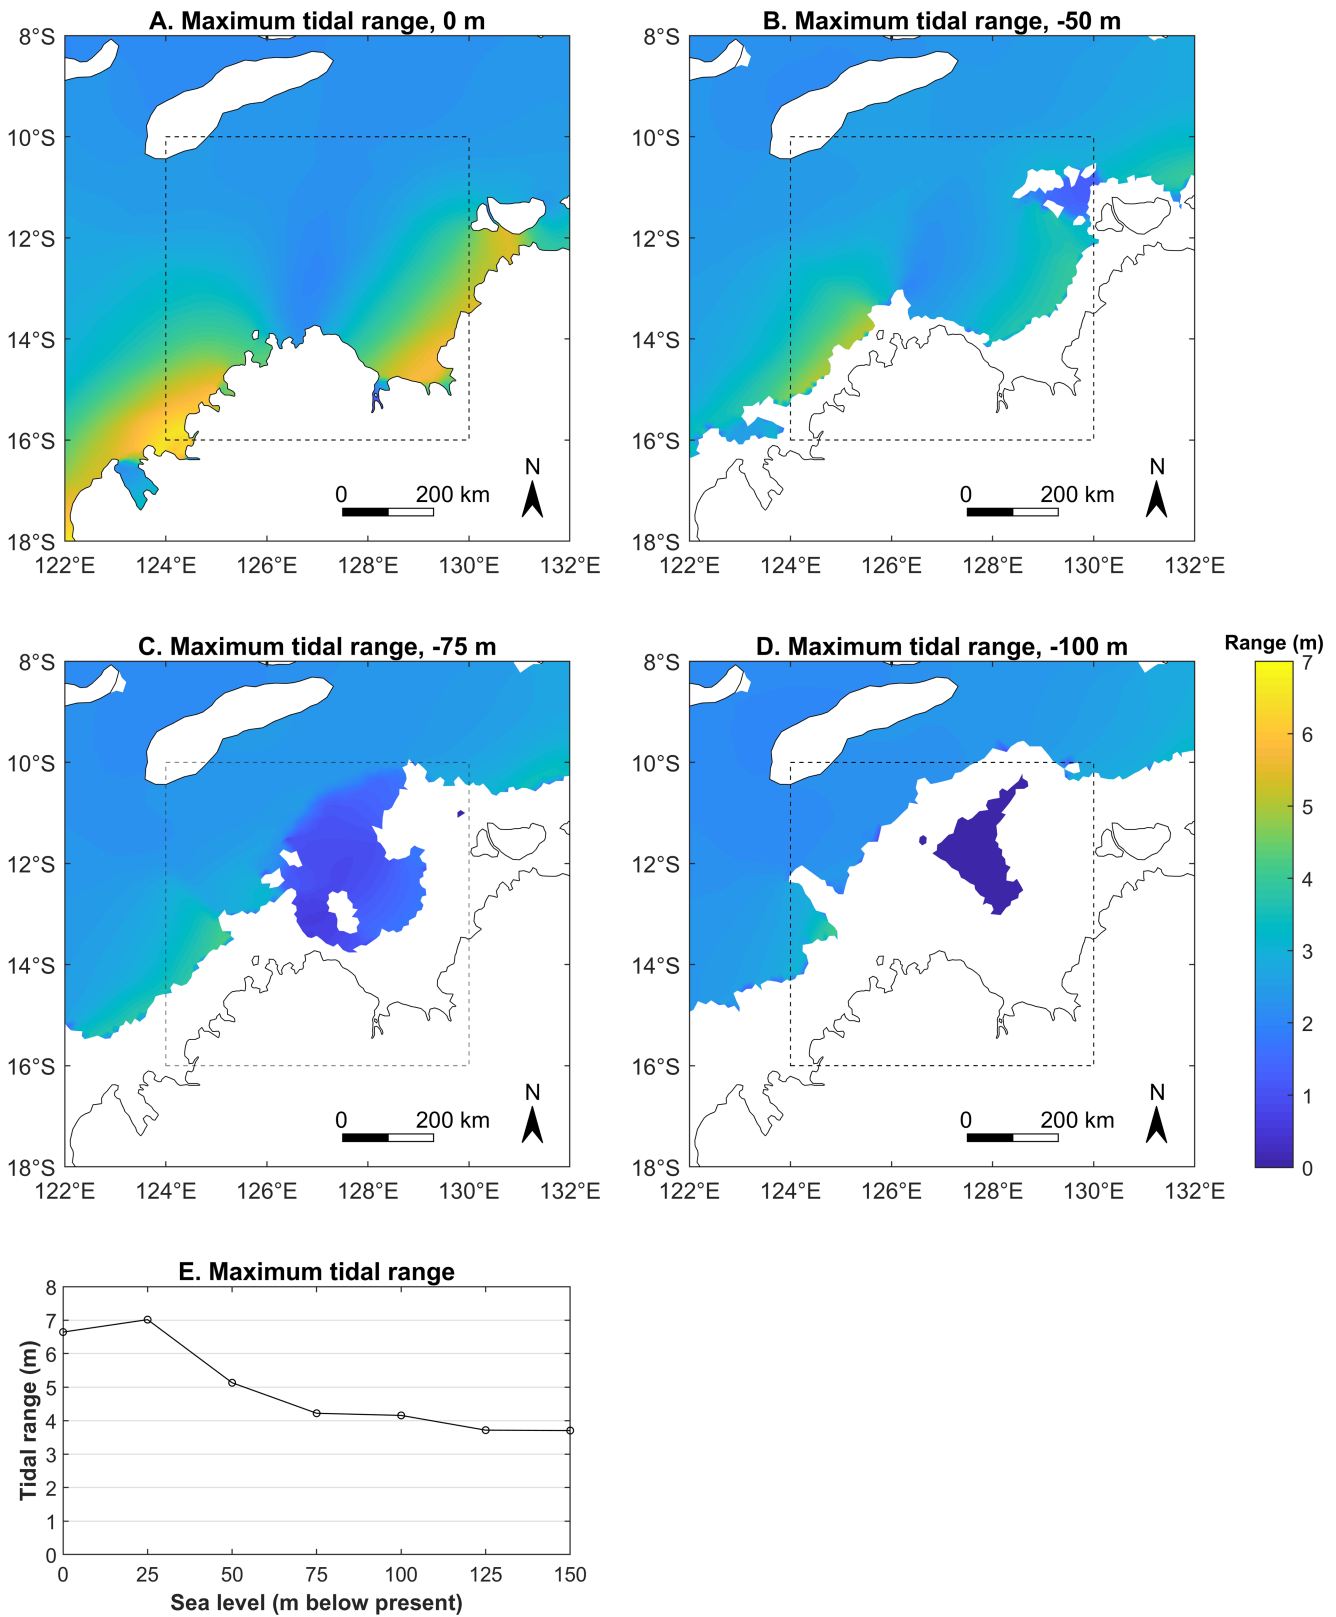 A. Maximum tidal range, 0 m
8°S
10°S
12°S
14°S
16°S
18°S
122°E 124°E 126°E 128°E 130°E 132°E
N
0 200 km
B. Maximum tidal range, -50 m
8°S
10°S
12°S
14°S
16°S
18°S
122°E 124°E 126°E 128°E 130°E 132°E
N
0 200 km
C. Maximum tidal range, -75 m
8°S
10°S
12°S
14°S
16°S
18°S
122°E 124°E 126°E 128°E 130°E 132°E
N
0 200 km
D. Maximum tidal range, -100 m
8°S
10°S
12°S
14°S
16°S
18°S
122°E 124°E 126°E 128°E 130°E 132°E
N
0 200 km
Range (m)
7
6
5
4
3
2
1
0
E. Maximum tidal range
Tidal range (m)
8
7
6
5
4
3
2
1
0
0 25 50 75 100 125 150
Sea level (m below present)